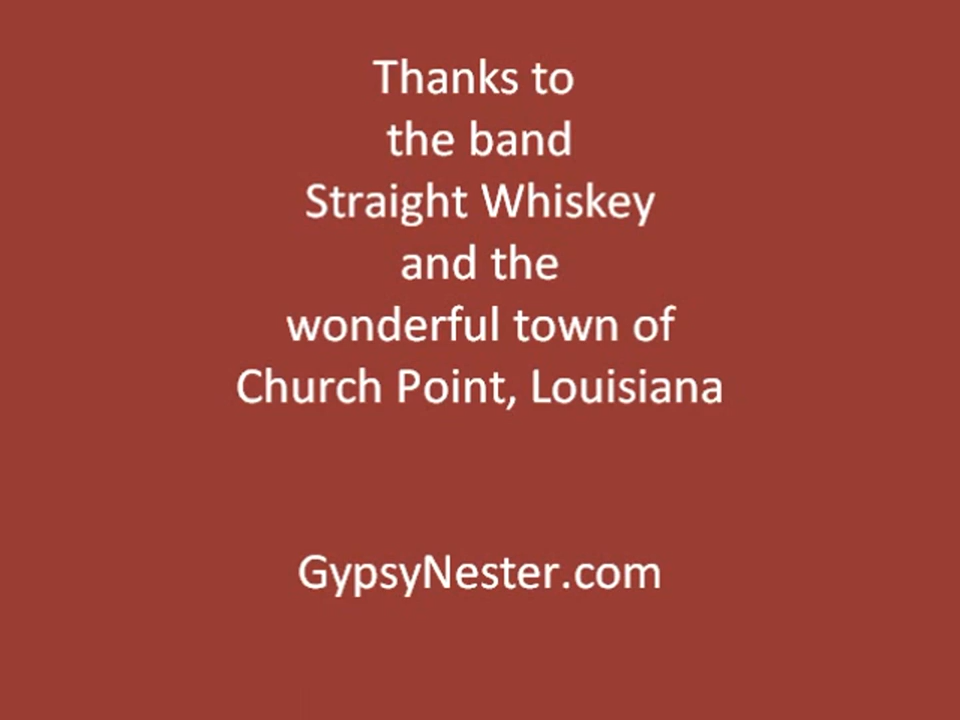 Thanks to
the band
Straight Whiskey
and the
wonderful town of
Church Point, Louisiana
GypsyNester.com